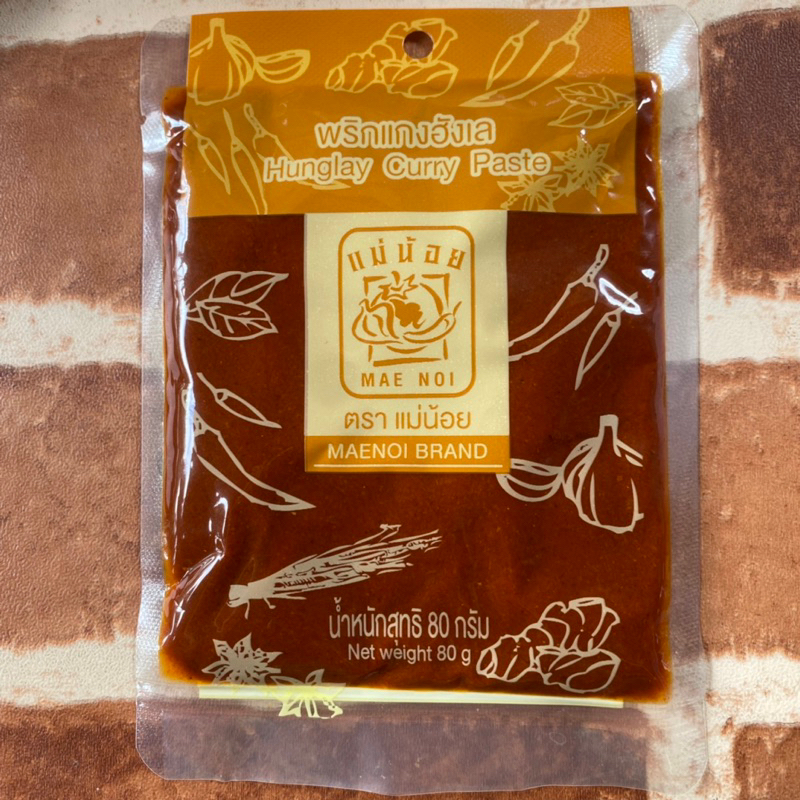 พริกแกงฮังเล
Hunglay Curry Paste
แม่น้อย
MAE NOI
ตรา แม่น้อย
MAENOI BRAND
น้ำหนักสุทธิ 80 กรัม
Net weight 80 g